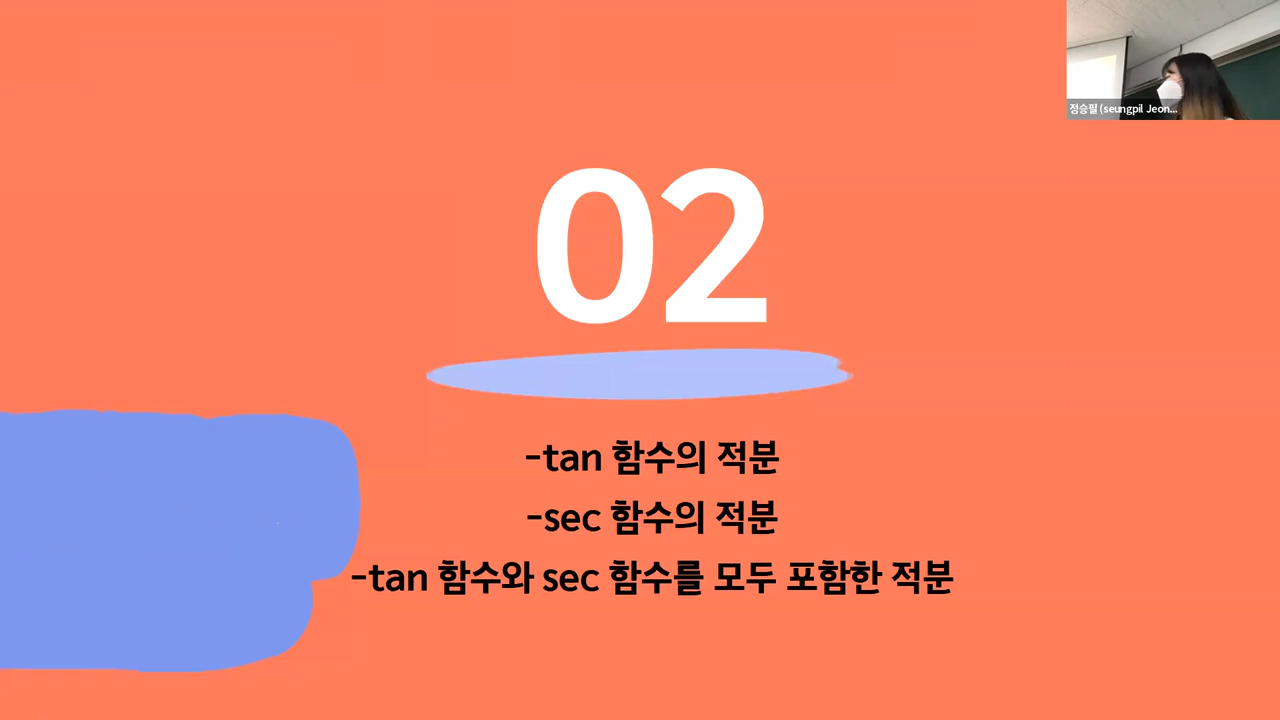 정승필 (seungpil Jeon...
02
-tan 함수의 적분
-sec 함수의 적분
-tan 함수와 sec 함수를 모두 포함한 적분